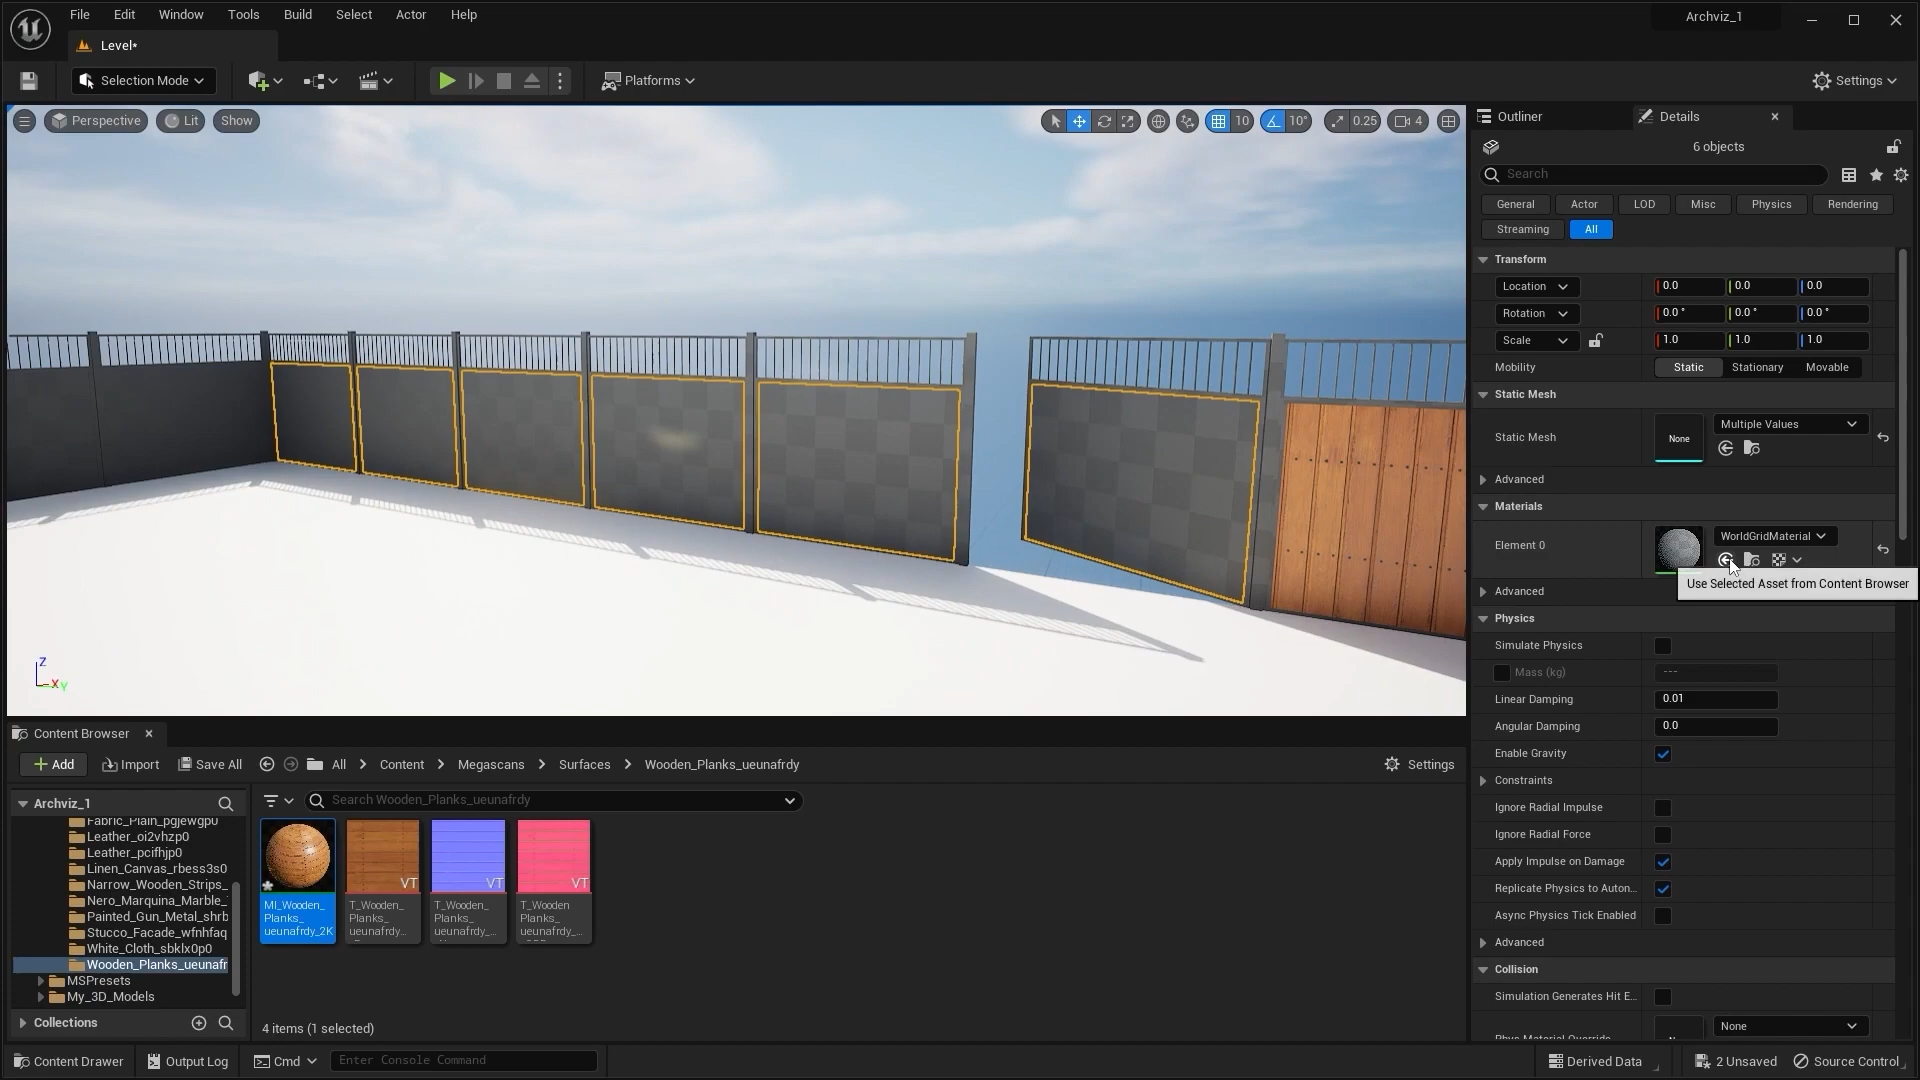 File Edit Window Tools Build Select Actor Help
Archviz_1
Level*
Selection Mode
Platforms
Settings
Perspective
Lit
Show
10
10°
0.25
4
Outliner
Details
6 objects
Search
General
Actor
LOD
Misc
Physics
Rendering
Streaming
All
Transform
Location
0.0
0.0
0.0
Rotation
0.0 °
0.0 °
0.0 °
Scale
1.0
1.0
1.0
Mobility
Static
Stationary
Movable
Static Mesh
Static Mesh
None
Multiple Values
Advanced
Materials
Element 0
WorldGridMaterial
Use Selected Asset from Content Browser
Advanced
Physics
Simulate Physics
Mass (kg)
---
Linear Damping
0.01
Angular Damping
0.0
Enable Gravity
Constraints
Ignore Radial Impulse
Ignore Radial Force
Apply Impulse on Damage
Replicate Physics to Auton...
Async Physics Tick Enabled
Advanced
Collision
Simulation Generates Hit E...
None
Z
X
Y
Content Browser
Add
Import
Save All
All
Content
Megascans
Surfaces
Wooden_Planks_ueunafrdy
Settings
Archviz_1
Fabric_Plain_pgjewgp0
Leather_oi2vhzp0
Leather_pcifhjp0
Linen_Canvas_rbess3s0
Narrow_Wooden_Strips_
Nero_Marquina_Marble_
Painted_Gun_Metal_shrb
Stucco_Facade_wfnhfaq
White_Cloth_sbklx0p0
Wooden_Planks_ueunafr
MSPresets
My_3D_Models
Collections
Search Wooden_Planks_ueunafrdy
VT
VT
VT
MI_Wooden_
Planks_
ueunafrdy_2K
T_Wooden_
Planks_
ueunafrdy...
T_Wooden_
Planks_
ueunafrdy_...
T_Wooden
Planks_
ueunafrdy_...
4 items (1 selected)
Content Drawer
Output Log
Cmd
Enter Console Command
Derived Data
2 Unsaved
Source Control